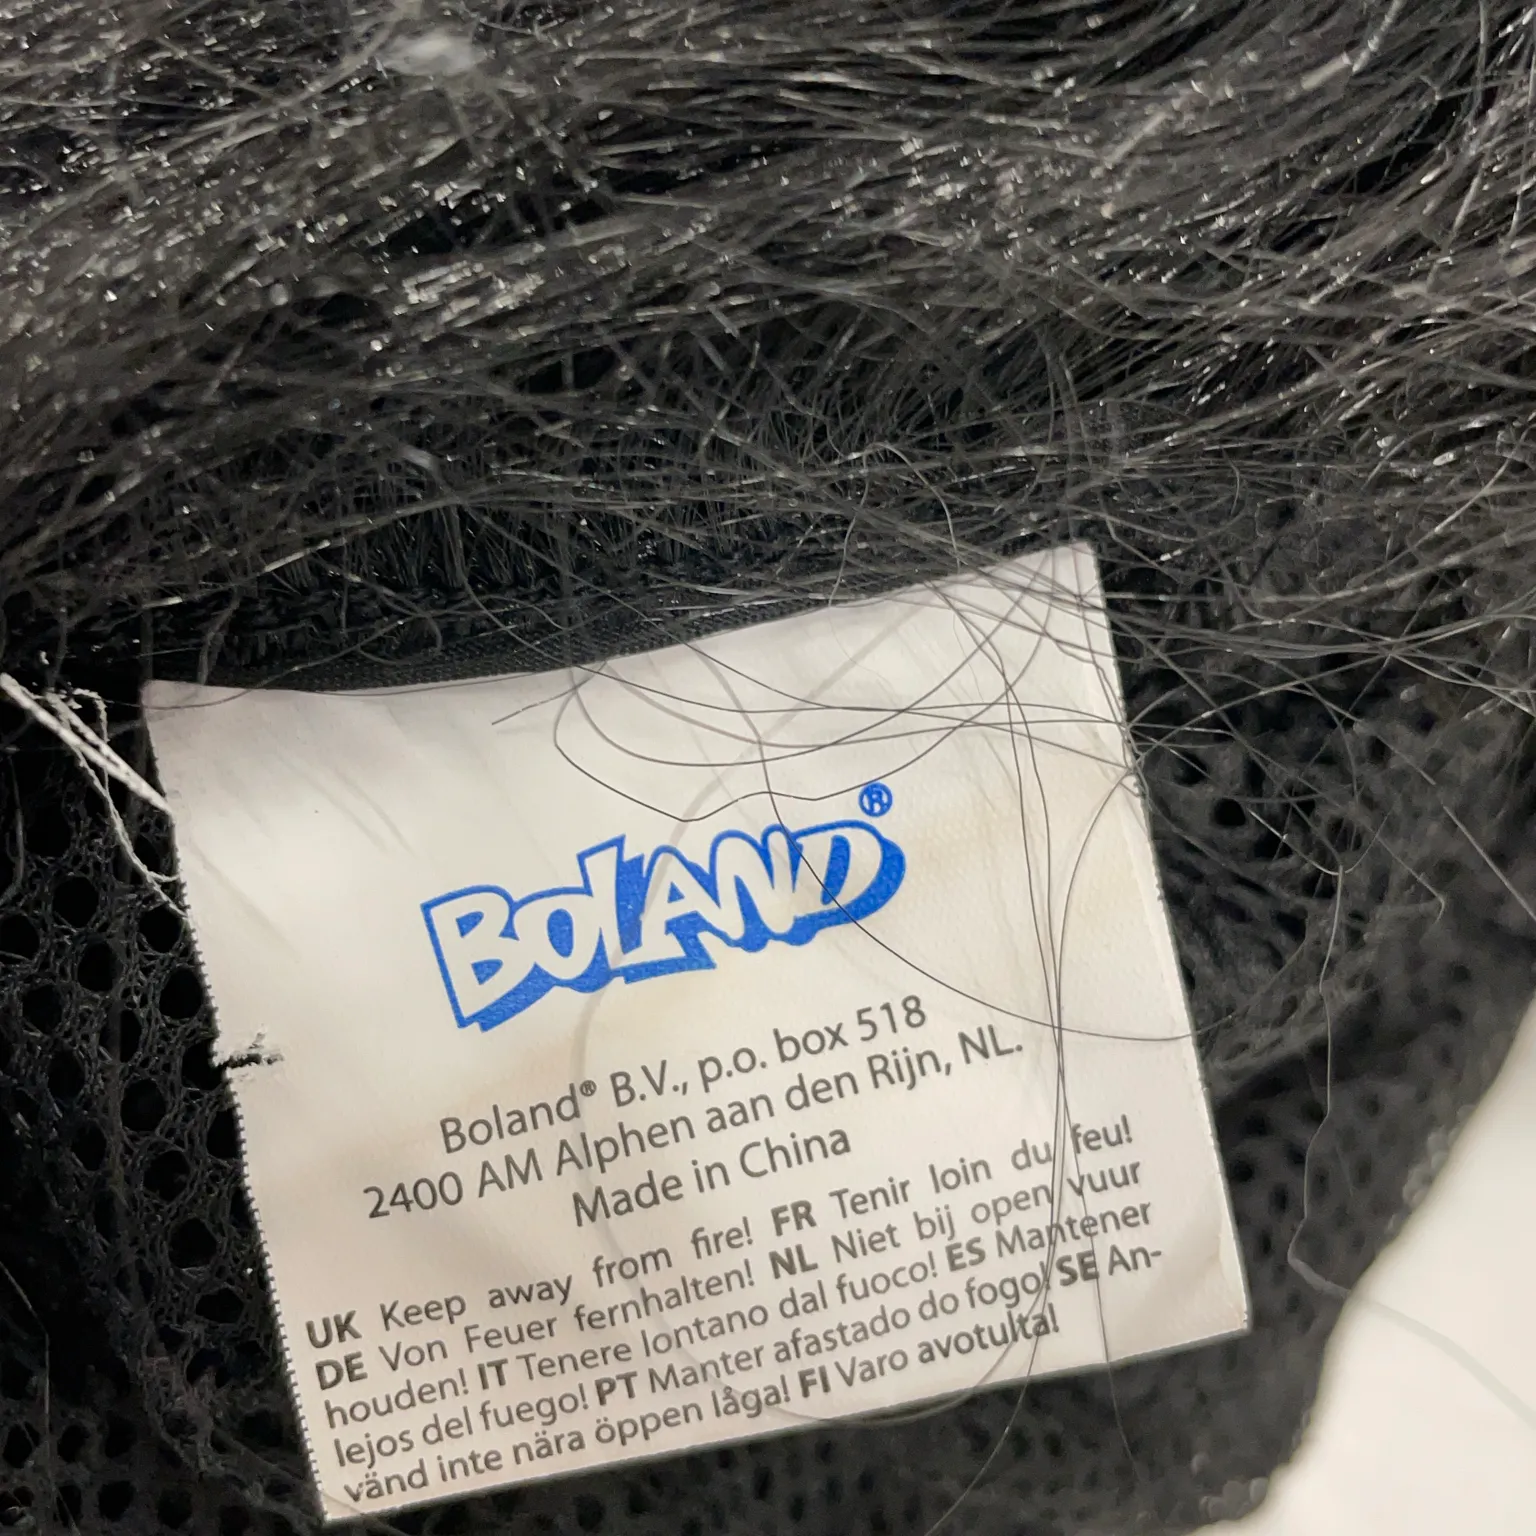 BOLAND®
Boland® B.V., p.o. box 518
2400 AM Alphen aan den Rijn, NL.
Made in China
UK Keep away from fire! FR Tenir loin du feu!
DE Von Feuer fernhalten! NL Niet bij open vuur
houden! IT Tenere lontano dal fuoco! ES Mantener
lejos del fuego! PT Manter afastado do fogo! SE An-
vänd inte nära öppen låga! FI Varo avotulta!